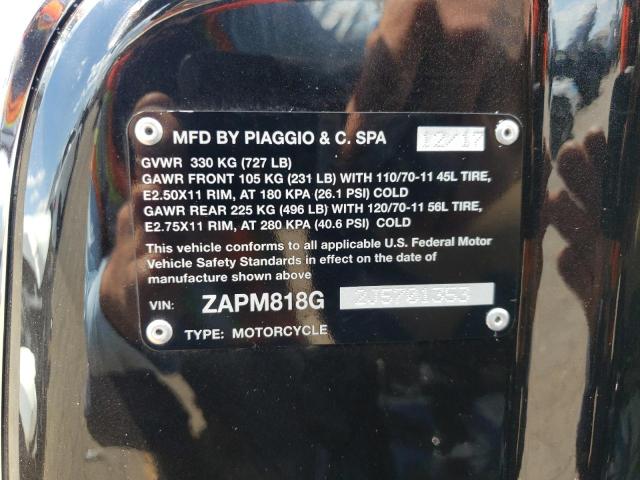 MFD BY PIAGGIO & C. SPA 12/17
GVWR 330 KG (727 LB)
GAWR FRONT 105 KG (231 LB) WITH 110/70-11 45L TIRE,
E2.50X11 RIM, AT 180 KPA (26.1 PSI) COLD
GAWR REAR 225 KG (496 LB) WITH 120/70-11 56L TIRE,
E2.75X11 RIM, AT 280 KPA (40.6 PSI) COLD
This vehicle conforms to all applicable U.S. Federal Motor
Vehicle Safety Standards in effect on the date of
manufacture shown above
VIN: ZAPM818G ZJ5701353
TYPE: MOTORCYCLE